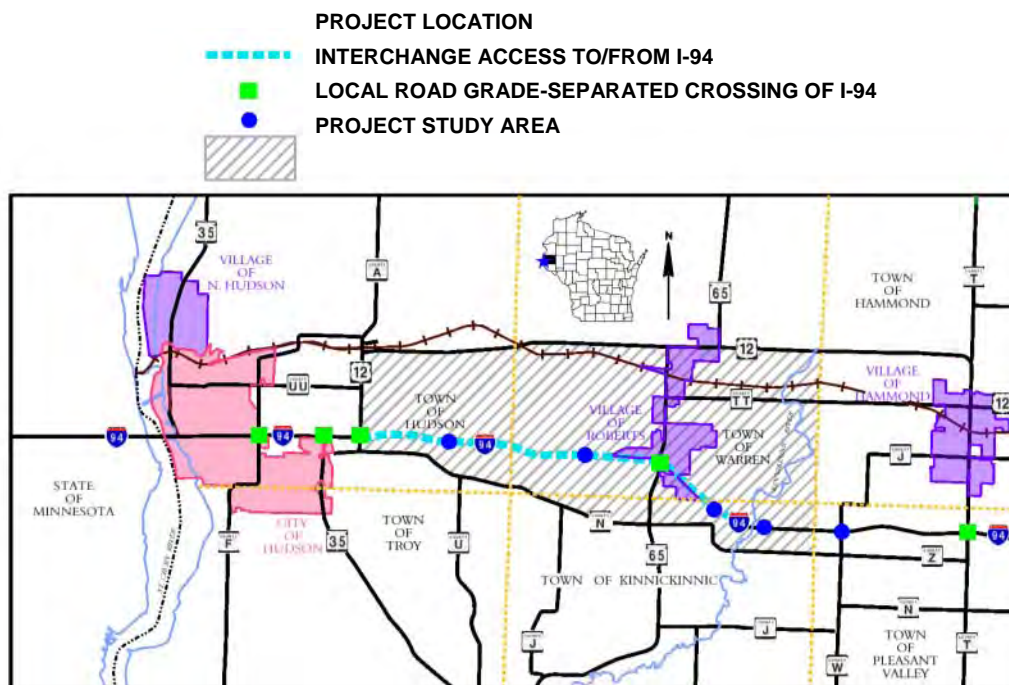 PROJECT LOCATION
INTERCHANGE ACCESS TO/FROM I-94
LOCAL ROAD GRADE-SEPARATED CROSSING OF I-94
PROJECT STUDY AREA
35
VILLAGE
OF
N. HUDSON
A
N
65
TOWN
OF
HAMMOND
T
12
UU
12
TOWN
OF
HUDSON
VILLAGE
OF
ROBERTS
TT
TOWN
OF
WARREN
VILLAGE
OF
HAMMOND
12
94
94
94
J
STATE
OF
MINNESOTA
CITY
OF
HUDSON
F
35
TOWN
OF
TROY
U
N
65
94
94
Z
TOWN OF KINNICKINNIC
J
J
N
W
TOWN
OF
PLEASANT
VALLEY
T